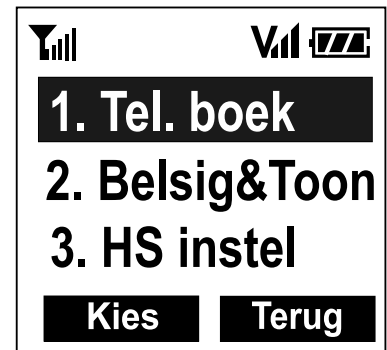 1. Tel. boek
2. Belsig&Toon
3. HS instel
Kies Terug